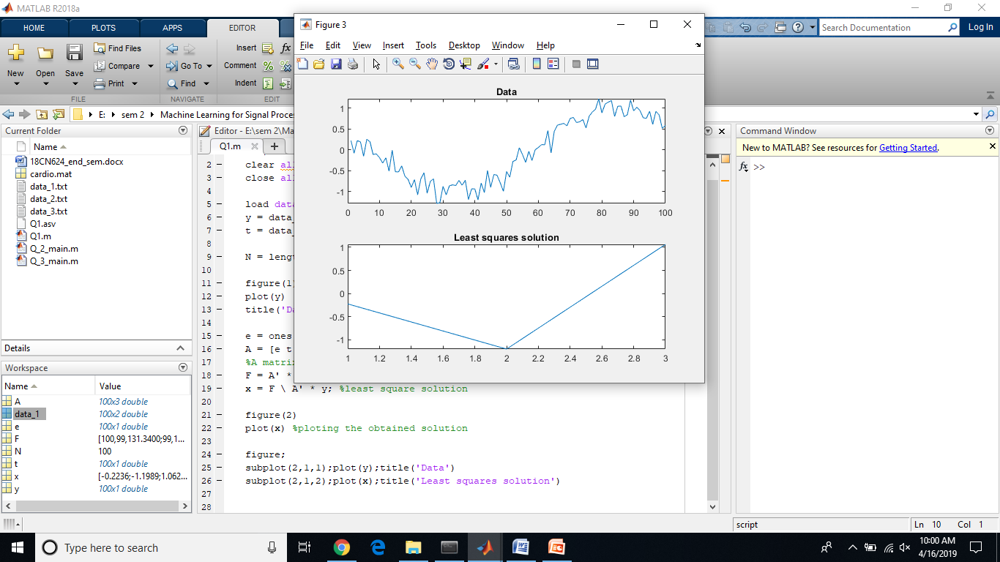 MATLAB R2018a
HOME PLOTS APPS EDITOR
Search Documentation
Log In
New Open Save
Find Files
Compare
Print
Go To
Find
Insert
Comment
Indent
FILE NAVIGATE EDIT
E: sem 2 Machine Learning for Signal Proce
Current Folder
Name
18CN624_end_sem.docx
cardio.mat
data_1.txt
data_2.txt
data_3.txt
Q1.asv
Q1.m
Q_2_main.m
Q_3_main.m
Details
Workspace
Name Value
A 100x3 double
data_1 100x2 double
e 100x1 double
F [100,99,131.3400;99,1...
N 100
t 100x1 double
x [-0.2236;-1.1989;1.062...
y 100x1 double
Editor - E:\sem 2\Ma
Q1.m
2 clear all
3 close all
4
5 load data
6 y = data_
7 t = data_
8
9 N = lengt
10
11 figure(1)
12 plot(y)
13 title('Da
14
15 e = ones
16 A = [e t
17 %A matrix
18 F = A' *
19 x = F \ A' * y; %least square solution
20
21 figure(2)
22 plot(x) %ploting the obtained solution
23
24 figure;
25 subplot(2,1,1);plot(y);title('Data')
26 subplot(2,1,2);plot(x);title('Least squares solution')
27
28
Figure 3
File Edit View Insert Tools Desktop Window Help
Data
1
0.5
0
-0.5
-1
0 10 20 30 40 50 60 70 80 90 100
Least squares solution
1
0.5
0
-0.5
-1
1 1.2 1.4 1.6 1.8 2 2.2 2.4 2.6 2.8 3
Command Window
New to MATLAB? See resources for Getting Started.
fx >>
script Ln 10 Col 1
Type here to search
10:00 AM
4/16/2019